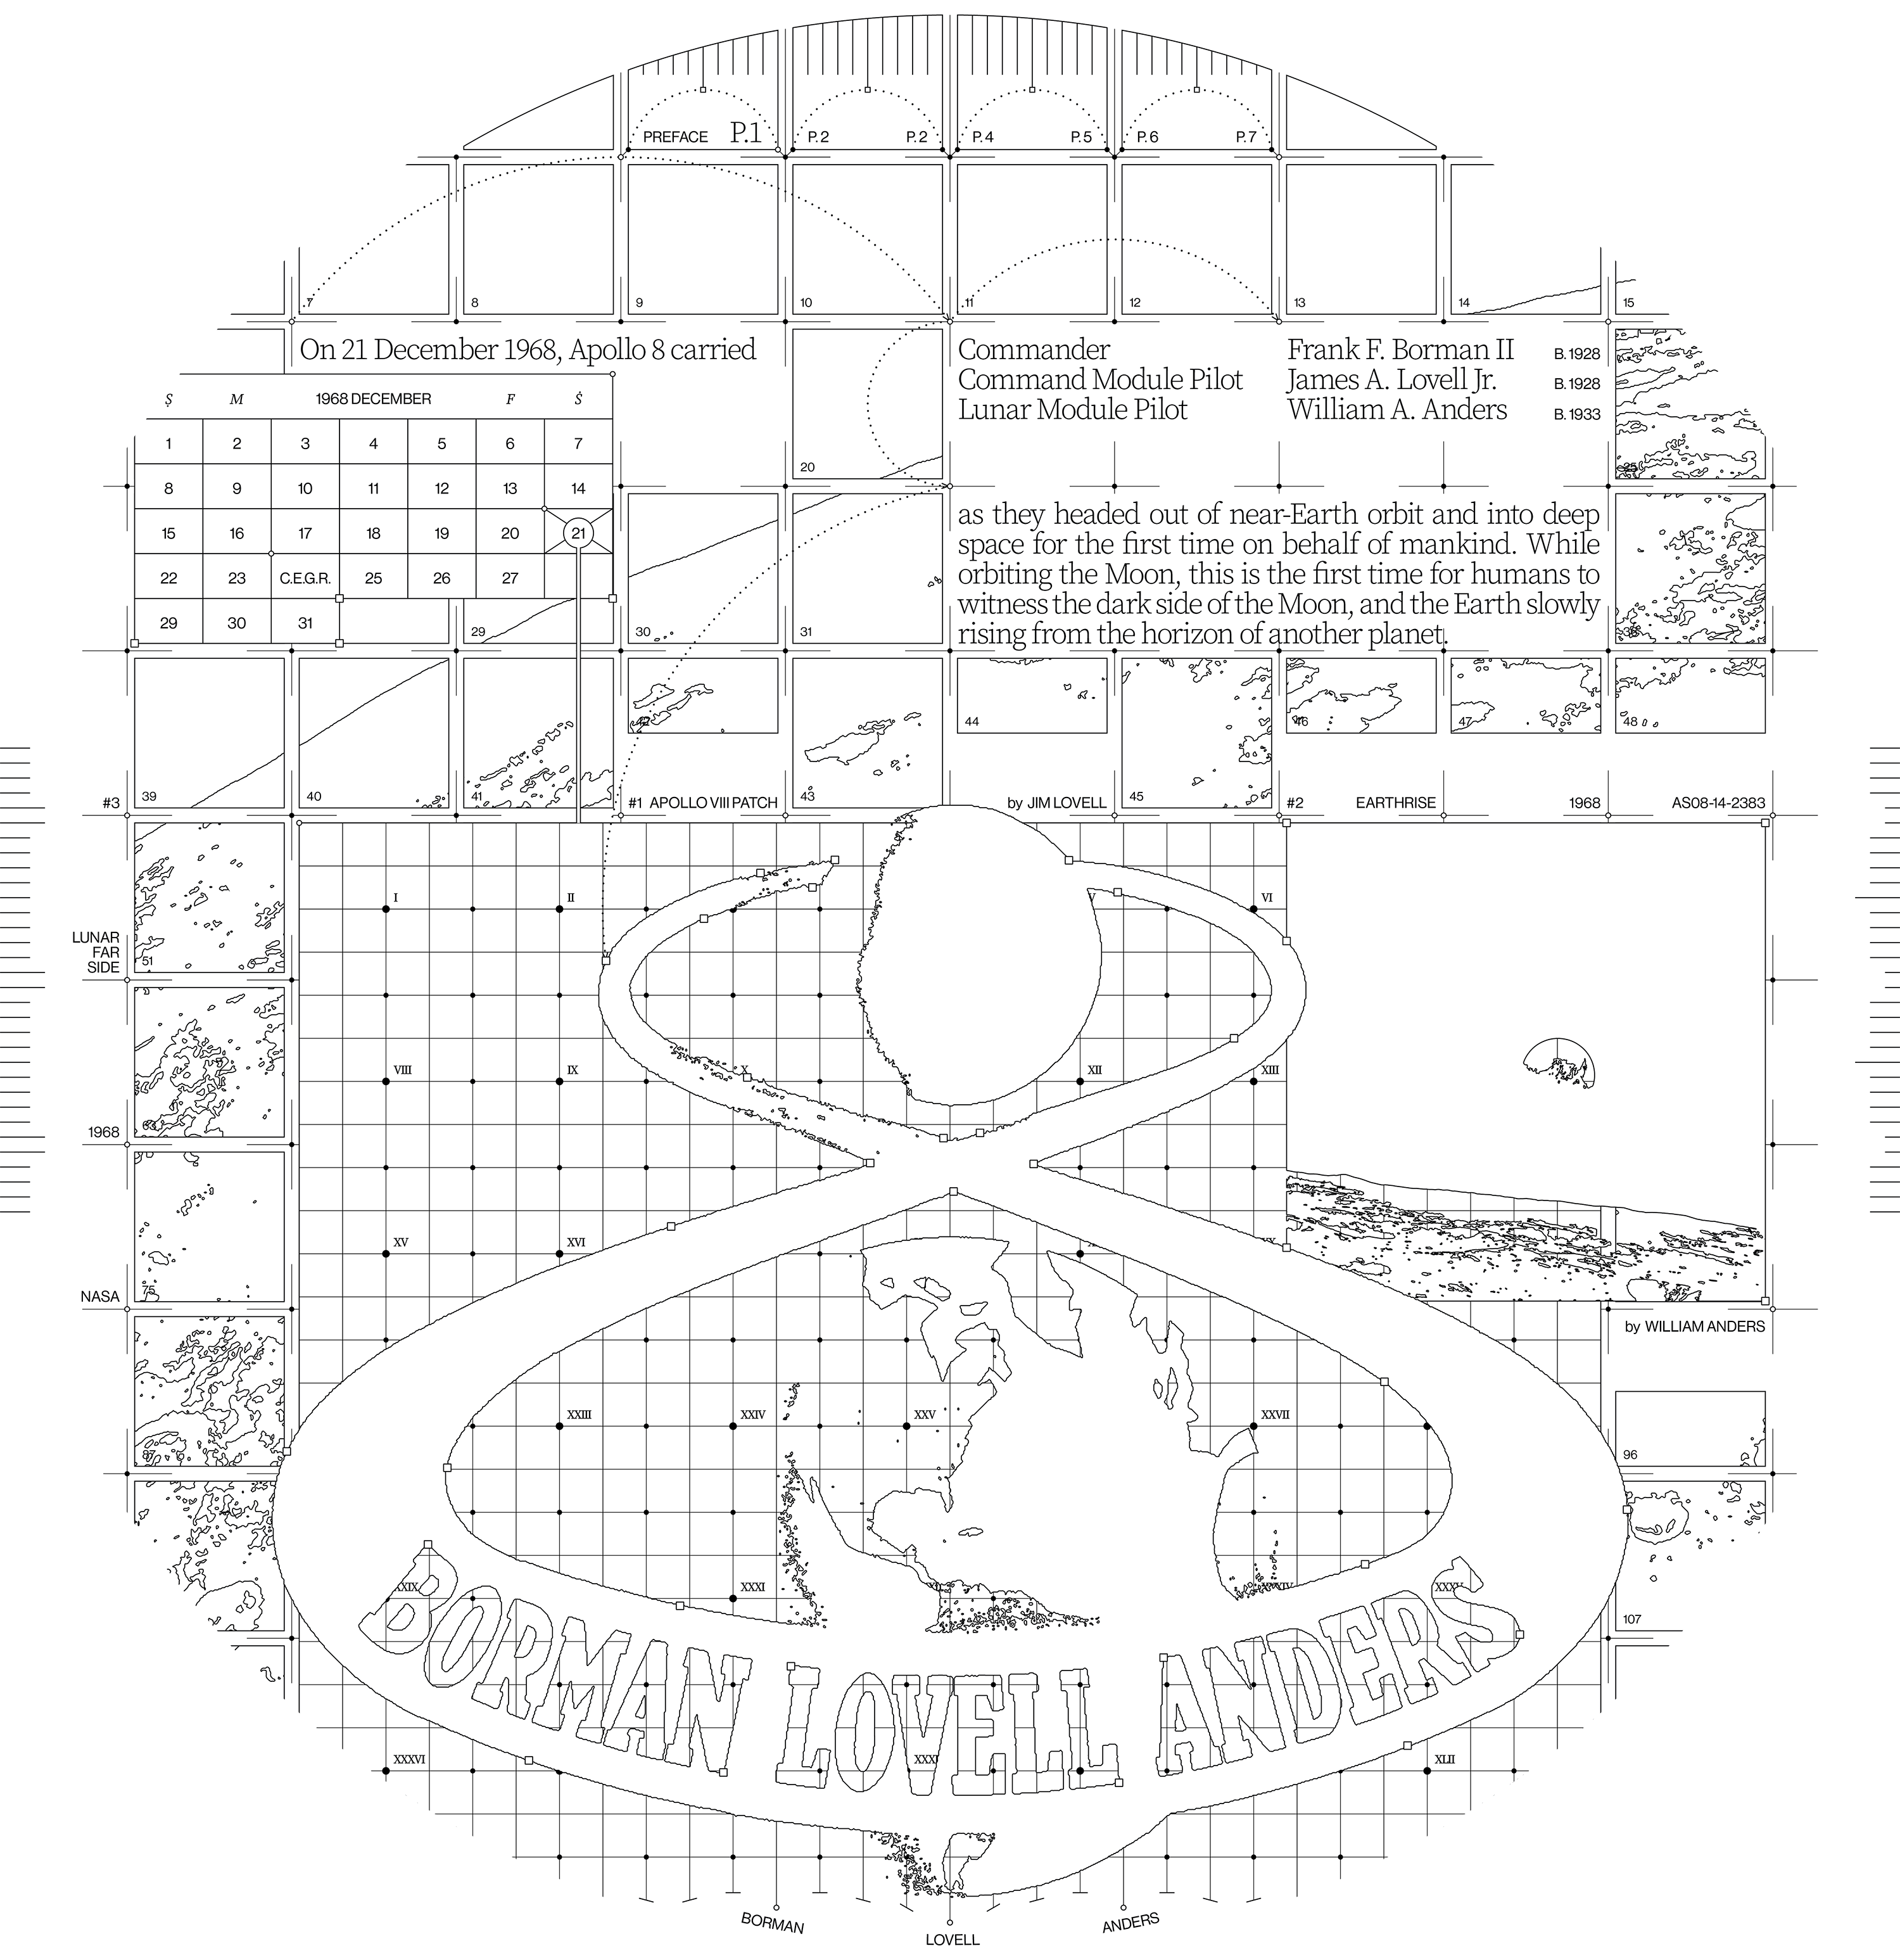 PREFACE P.1 P.2 P.2 P.4 P.5 P.6 P.7
7 8 9 10 11 12 13 14 15
On 21 December 1968, Apollo 8 carried
Commander Frank F. Borman II B. 1928
Command Module Pilot James A. Lovell Jr. B. 1928
Lunar Module Pilot William A. Anders B. 1933
Ṣ M 1968 DECEMBER F Ṡ
1 2 3 4 5 6 7
8 9 10 11 12 13 14
15 16 17 18 19 20 21
22 23 C.E.G.R. 25 26 27
29 30 31
20 25
as they headed out of near-Earth orbit and into deep
space for the first time on behalf of mankind. While
orbiting the Moon, this is the first time for humans to
witness the dark side of the Moon, and the Earth slowly
rising from the horizon of another planet.
29 30 31
42 44 46 47 48
39 40 41 43 45
#3 #1 APOLLO VIII PATCH by JIM LOVELL #2 EARTHRISE 1968 AS08-14-2383
I II V VI
LUNAR
FAR
SIDE
51
VIII IX X XII XIII
1968
63
XV XVI
75
NASA
by WILLIAM ANDERS
XXIII XXIV XXV XXVII
87 96
XXXI
107
BORMAN LOVELL ANDERS
XXXVI XLII
BORMAN LOVELL ANDERS